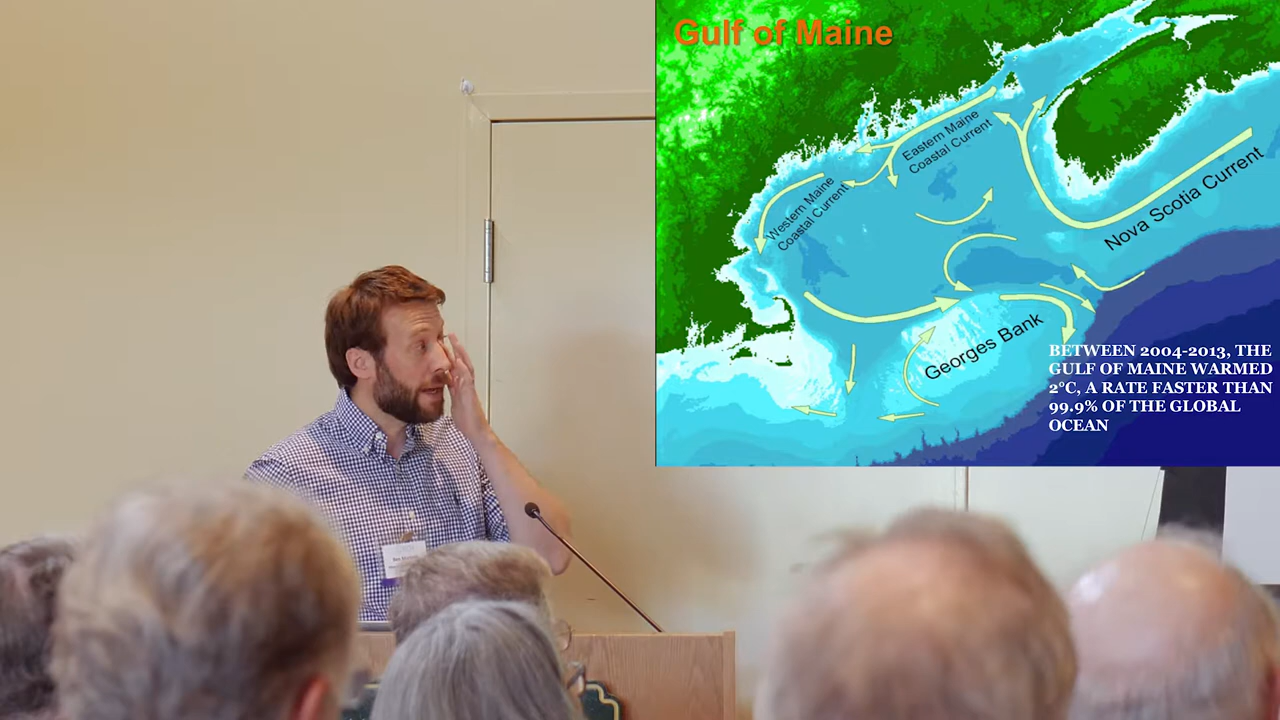 Gulf of Maine
Eastern Maine
Coastal Current
Western Maine
Coastal Current
Nova Scotia Current
Georges Bank
BETWEEN 2004-2013, THE
GULF OF MAINE WARMED
2°C, A RATE FASTER THAN
99.9% OF THE GLOBAL
OCEAN